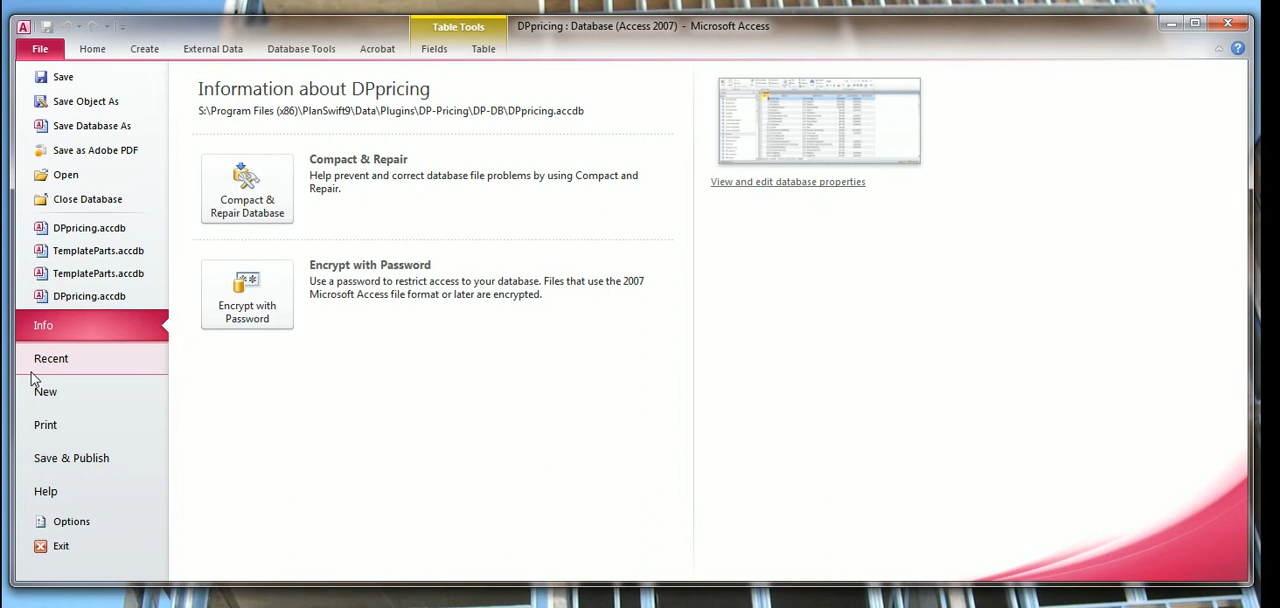 Table Tools
DPpricing : Database (Access 2007) - Microsoft Access
File Home Create External Data Database Tools Acrobat Fields Table
Save
Save Object As
Save Database As
Open
Close Database
DPpricing.accdb
TemplateParts.accdb
TemplateParts.accdb
DPpricing.accdb
Info
Recent
New
Print
Save & Publish
Help
Options
Exit
Information about DPpricing
S:\Program Files (x86)\PlanSwift9\Data\Plugins\DP-Pricing\DP-DB\DPpricing.accdb
Compact & Repair Database
Compact & Repair
Help prevent and correct database file problems by using Compact and
Repair.
Encrypt with Password
Encrypt with Password
Use a password to restrict access to your database. Files that use the 2007
Microsoft Access file format or later are encrypted.
View and edit database properties